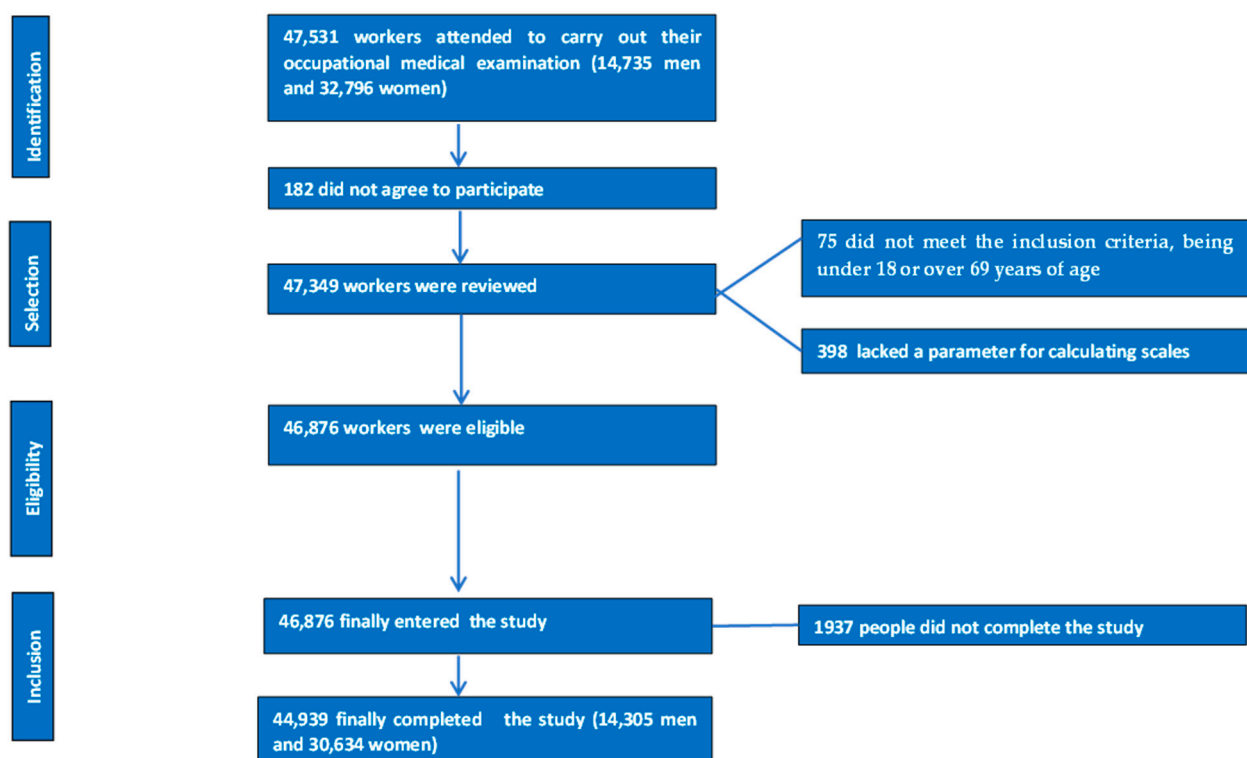 Identification
47,531 workers attended to carry out their
occupational medical examination (14,735 men
and 32,796 women)
182 did not agree to participate
Selection
47,349 workers were reviewed
75 did not meet the inclusion criteria, being
under 18 or over 69 years of age
398 lacked a parameter for calculating scales
Eligibility
46,876 workers were eligible
Inclusion
46,876 finally entered the study
1937 people did not complete the study
44,939 finally completed the study (14,305 men
and 30,634 women)